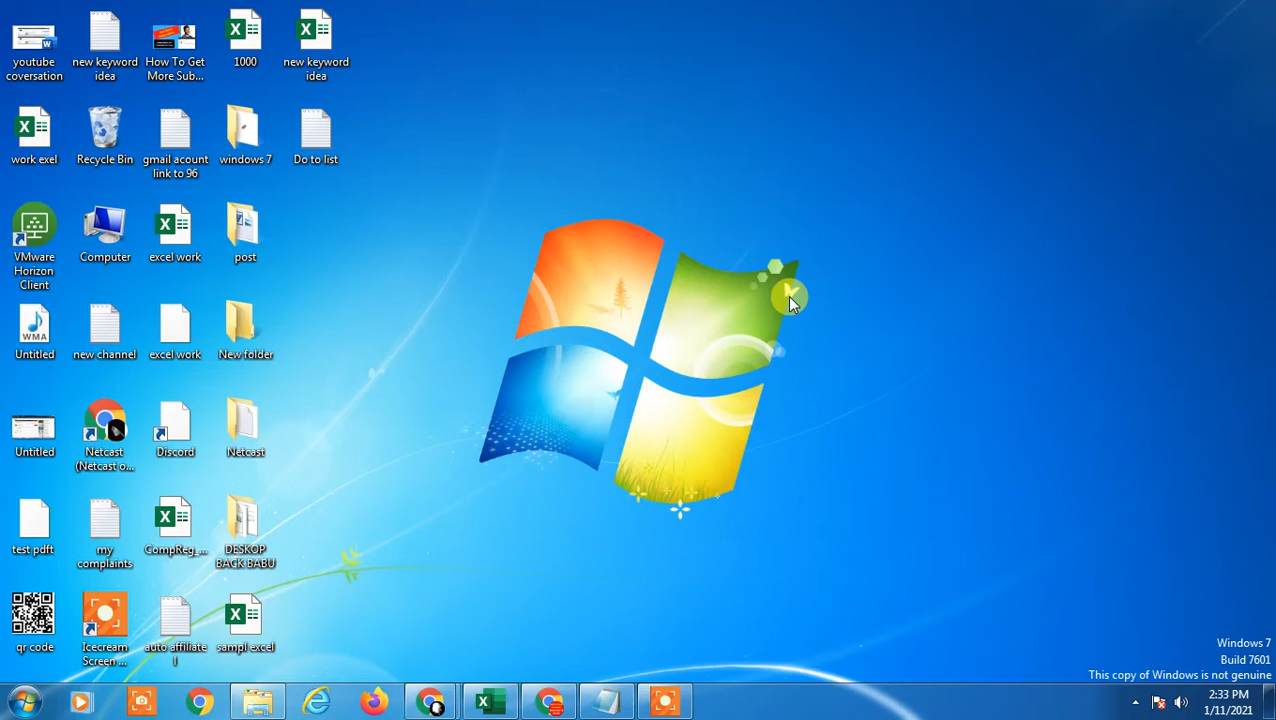 youtube
coversation
new keyword
idea
How To Get
More Sub...
1000
new keyword
idea
work exel
Recycle Bin
gmail acount
link to 96
windows 7
Do to list
VMware
Horizon
Client
Computer
excel work
post
WMA
Untitled
new channel
excel work
New folder
Untitled
Netcast
(Netcast o...
Discord
Netcast
test pdft
my
complaints
CompReg_...
DESKOP
BACK BABU
qr code
Icecream
Screen ...
auto affiliate
l
sampl excel
Windows 7
Build 7601
This copy of Windows is not genuine
2:33 PM
1/11/2021